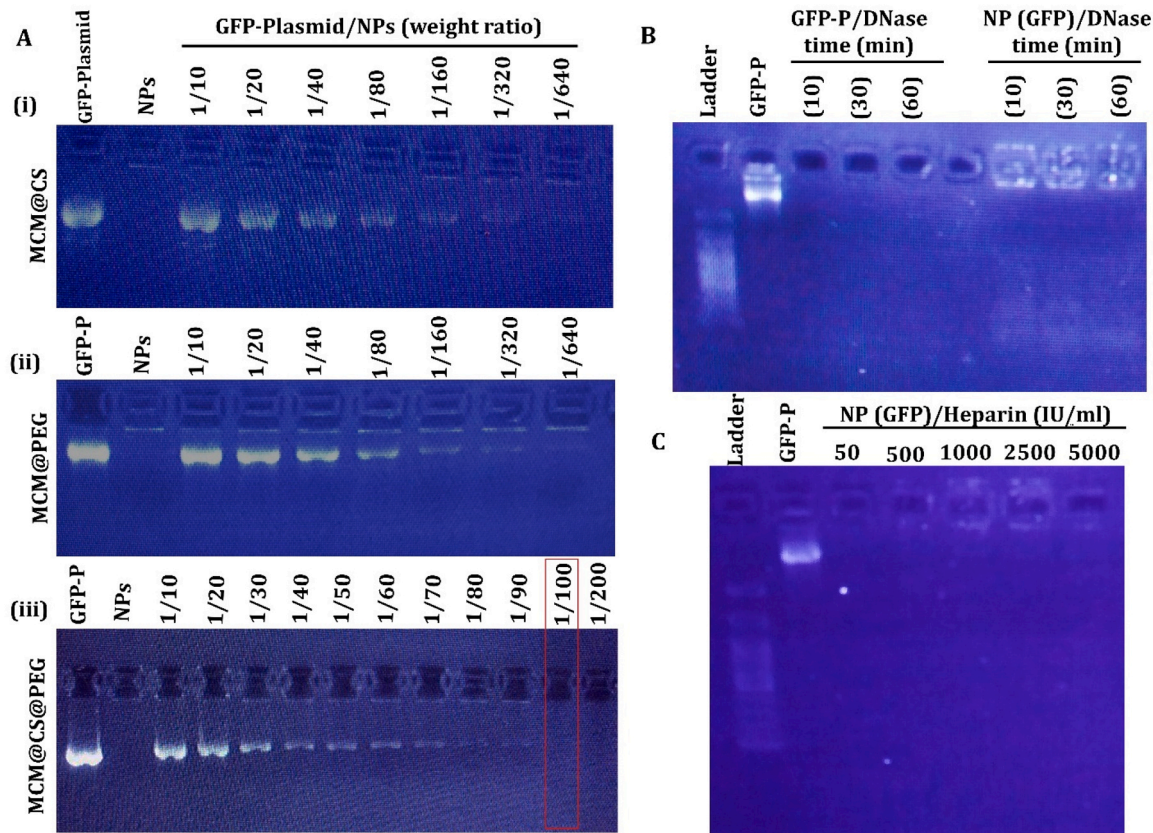 A
GFP-Plasmid
NPs
GFP-Plasmid/NPs (weight ratio)
1/10 1/20 1/40 1/80 1/160 1/320 1/640
(i)
MCM@CS
GFP-P NPs 1/10 1/20 1/40 1/80 1/160 1/320 1/640
(ii)
MCM@PEG
GFP-P NPs 1/10 1/20 1/30 1/40 1/50 1/60 1/70 1/80 1/90 1/100 1/200
(iii)
MCM@CS@PEG
B
Ladder
GFP-P
GFP-P/DNase
time (min)
(10) (30) (60)
NP (GFP)/DNase
time (min)
(10) (30) (60)
C
Ladder
GFP-P
NP (GFP)/Heparin (IU/ml)
50 500 1000 2500 5000